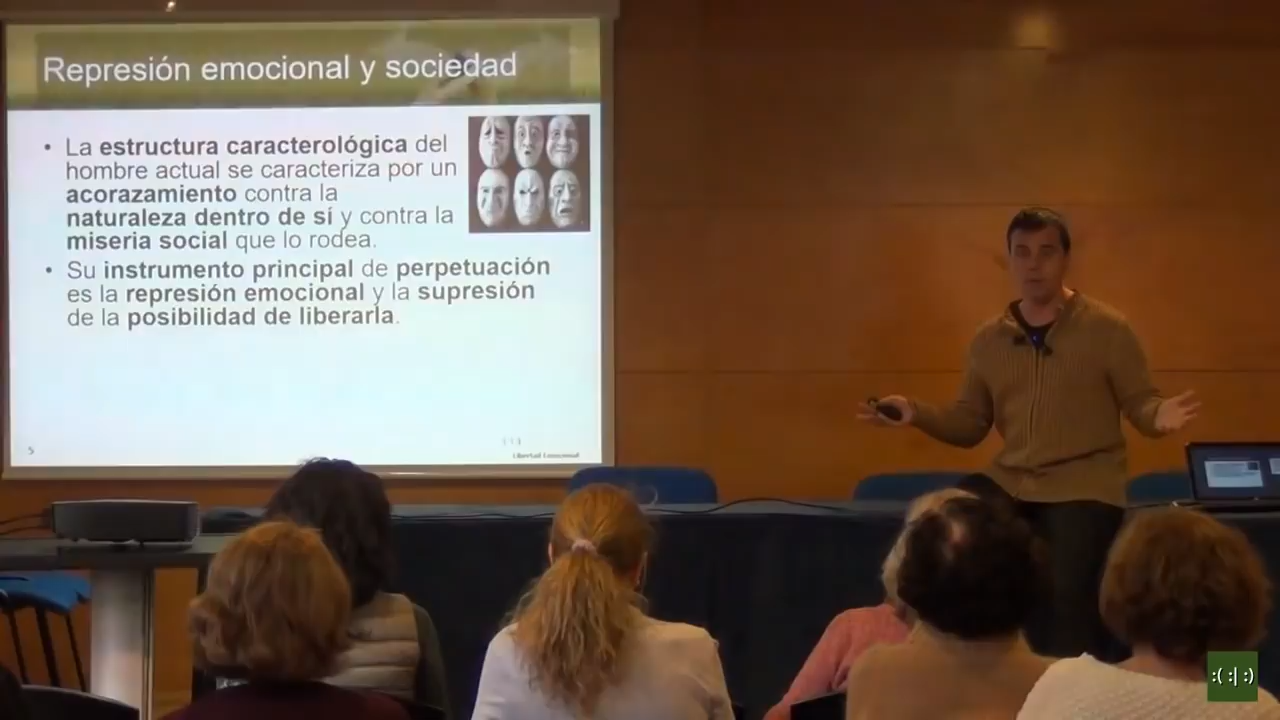 Represión emocional y sociedad
• La estructura caracterológica del
hombre actual se caracteriza por un
acorazamiento contra la
naturaleza dentro de sí y contra la
miseria social que lo rodea.
• Su instrumento principal de perpetuación
es la represión emocional y la supresión
de la posibilidad de liberarla.
5
Libertad Emocional
:( :| :)